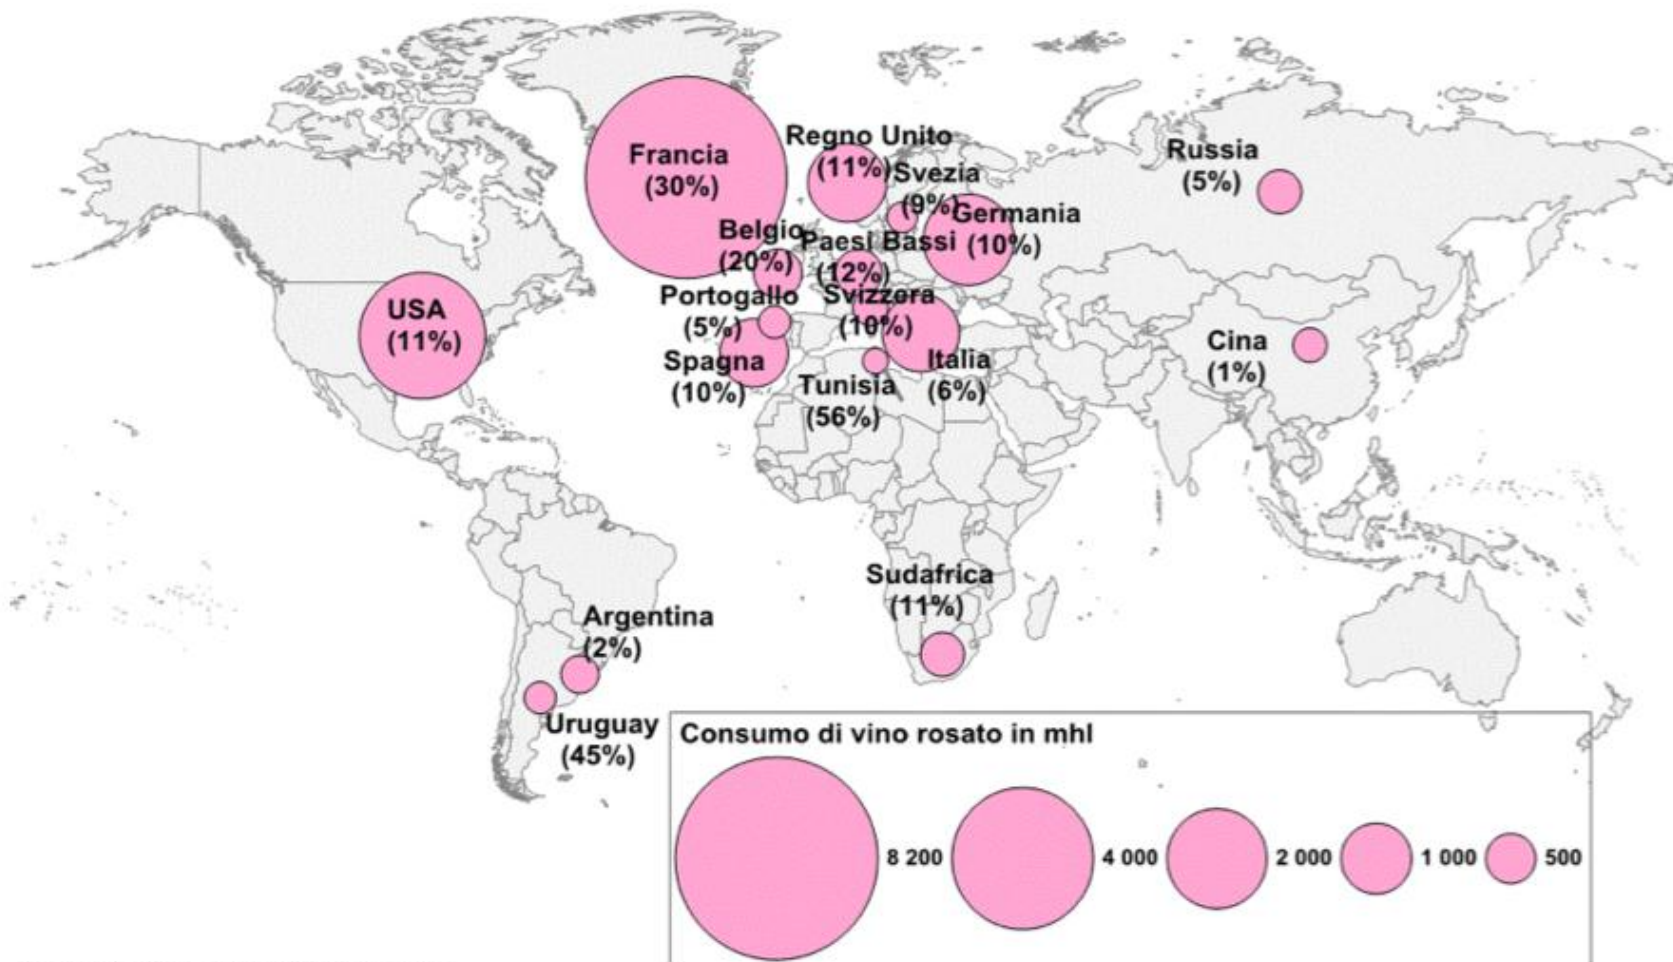 Francia
(30%)
Regno Unito
(11%)
Svezia
(9%)
Russia
(5%)
Germania
(10%)
Belgio
(20%)
Paesi Bassi
(12%)
Portogallo
(5%)
Svizzera
(10%)
USA
(11%)
Spagna
(10%)
Italia
(6%)
Tunisia
(56%)
Cina
(1%)
Sudafrica
(11%)
Argentina
(2%)
Uruguay
(45%)
Consumo di vino rosato in mhl
8 200
4 000
2 000
1 000
500